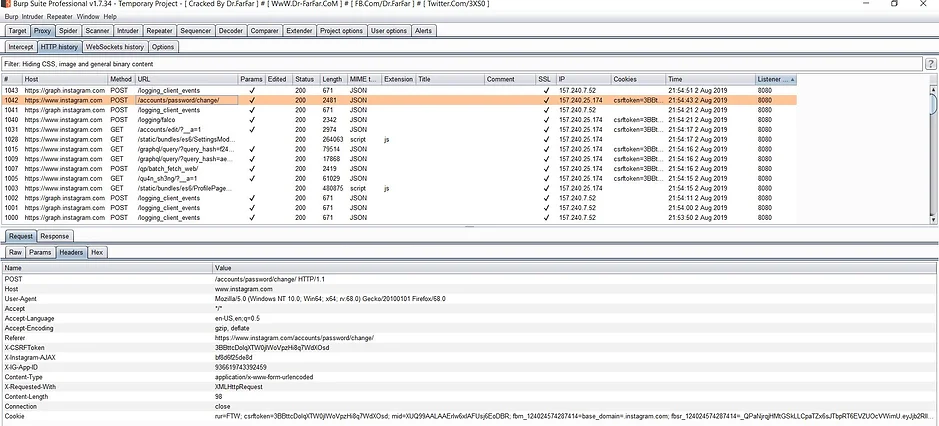 Burp Suite Professional v1.7.34 - Temporary Project - [ Cracked By Dr.FarFar ] # [ WwW.Dr-FarFar.CoM ] # [ FB.Com/Dr.FarFar ] # [ Twitter.Com/3XS0 ]
Burp Intruder Repeater Window Help
Target Proxy Spider Scanner Intruder Repeater Sequencer Decoder Comparer Extender Project options User options Alerts
Intercept HTTP history WebSockets history Options
Filter: Hiding CSS, image and general binary content ?
# Host Method URL Params Edited Status Length MIME t... Extension Title Comment SSL IP Cookies Time Listener ...
1043 https://graph.instagram.com POST /logging_client_events ✓ 200 671 JSON ✓ 157.240.7.52 21:54:51 2 Aug 2019 8080
1042 https://www.instagram.com POST /accounts/password/change/ ✓ 200 2481 JSON ✓ 157.240.25.174 csrftoken=3BBt... 21:54:43 2 Aug 2019 8080
1041 https://graph.instagram.com POST /logging_client_events ✓ 200 671 JSON ✓ 157.240.7.52 21:54:21 2 Aug 2019 8080
1040 https://www.instagram.com POST /logging/falco ✓ 200 2342 JSON ✓ 157.240.25.174 csrftoken=3BBt... 21:54:20 2 Aug 2019 8080
1031 https://www.instagram.com GET /accounts/edit/?__a=1 ✓ 200 2974 JSON ✓ 157.240.25.174 csrftoken=3BBt... 21:54:17 2 Aug 2019 8080
1028 https://www.instagram.com GET /static/bundles/es6/SettingsMod... 200 264063 script js ✓ 157.240.25.174 21:54:16 2 Aug 2019 8080
1015 https://www.instagram.com GET /graphql/query/?query_hash=f24... ✓ 200 79514 JSON ✓ 157.240.25.174 csrftoken=3BBt... 21:54:16 2 Aug 2019 8080
1009 https://www.instagram.com GET /graphql/query/?query_hash=ae... ✓ 200 17868 JSON ✓ 157.240.25.174 csrftoken=3BBt... 21:54:16 2 Aug 2019 8080
1007 https://www.instagram.com POST /qp/batch_fetch_web/ ✓ 200 2419 JSON ✓ 157.240.25.174 csrftoken=3BBt... 21:54:16 2 Aug 2019 8080
1005 https://www.instagram.com GET /qu4n_sh3ng/?__a=1 ✓ 200 61029 JSON ✓ 157.240.25.174 csrftoken=3BBt... 21:54:15 2 Aug 2019 8080
1003 https://www.instagram.com GET /static/bundles/es6/ProfilePage... 200 480875 script js ✓ 157.240.25.174 21:54:15 2 Aug 2019 8080
1002 https://graph.instagram.com POST /logging_client_events ✓ 200 671 JSON ✓ 157.240.7.52 21:54:11 2 Aug 2019 8080
1001 https://graph.instagram.com POST /logging_client_events ✓ 200 671 JSON ✓ 157.240.7.52 21:54:00 2 Aug 2019 8080
1000 https://graph.instagram.com POST /logging_client_events ✓ 200 671 JSON ✓ 157.240.7.52 21:53:50 2 Aug 2019 8080
Request Response
Raw Params Headers Hex
Name Value
POST /accounts/password/change/ HTTP/1.1
Host www.instagram.com
User-Agent Mozilla/5.0 (Windows NT 10.0; Win64; x64; rv:68.0) Gecko/20100101 Firefox/68.0
Accept */*
Accept-Language en-US,en;q=0.5
Accept-Encoding gzip, deflate
Referer https://www.instagram.com/accounts/password/change/
X-CSRFToken 3BBttcDolqXTW0jlWoVpzHi8q7WdXOsd
X-Instagram-AJAX bf8d6f25de8d
X-IG-App-ID 936619743392459
Content-Type application/x-www-form-urlencoded
X-Requested-With XMLHttpRequest
Content-Length 98
Connection close
Cookie rur=FTW; csrftoken=3BBttcDolqXTW0jlWoVpzHi8q7WdXOsd; mid=XUQ99AALAAErlw6xlAFUsj6EoDBR; fbm_124024574287414=base_domain=.instagram.com;